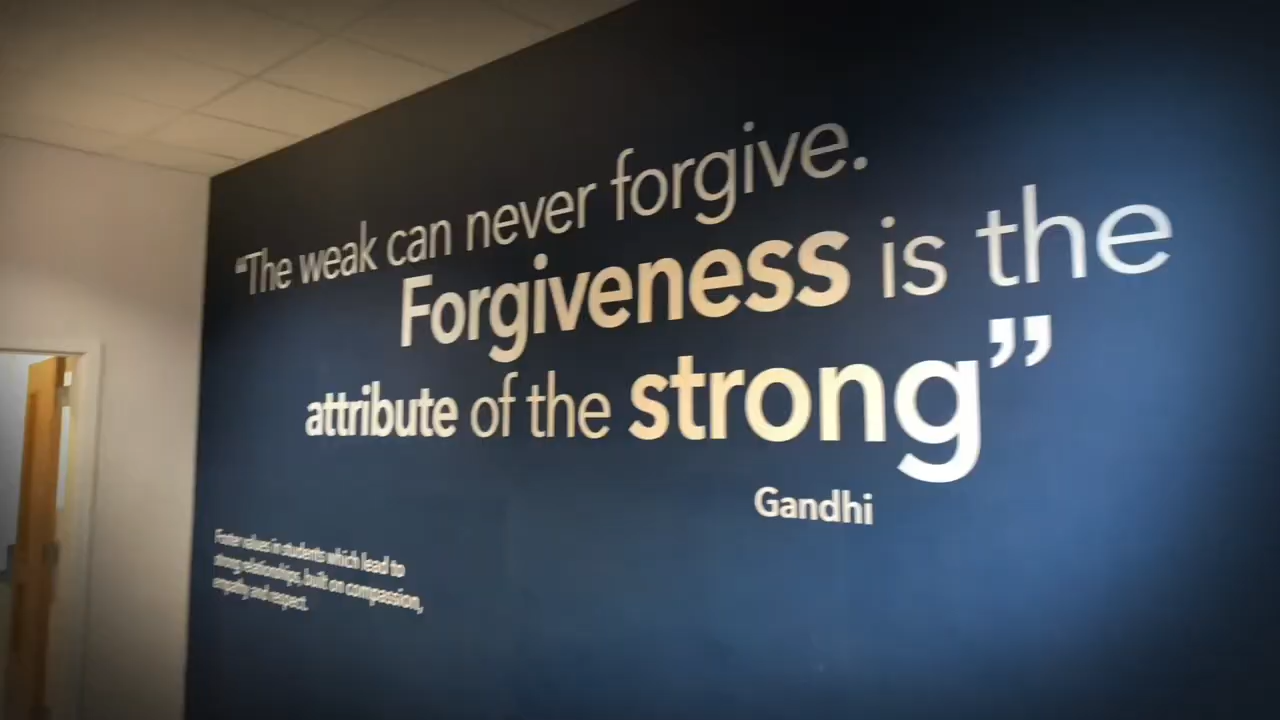 “The weak can never forgive.
Forgiveness is the
attribute of the strong”
Gandhi
Foster values in students which lead to
strong relationships, built on compassion,
empathy and respect.